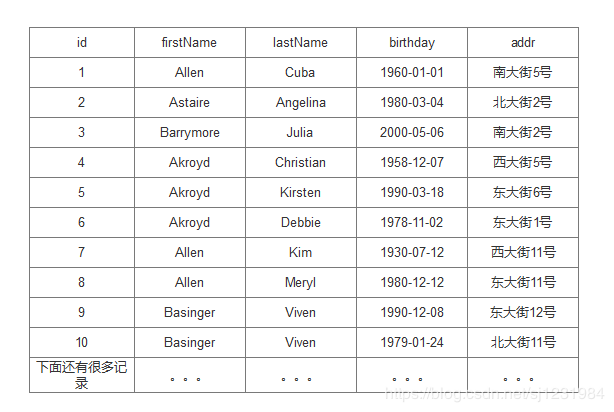 id firstName lastName birthday addr
1 Allen Cuba 1960-01-01 南大街5号
2 Astaire Angelina 1980-03-04 北大街2号
3 Barrymore Julia 2000-05-06 南大街2号
4 Akroyd Christian 1958-12-07 西大街5号
5 Akroyd Kirsten 1990-03-18 东大街6号
6 Akroyd Debbie 1978-11-02 东大街1号
7 Allen Kim 1930-07-12 西大街11号
8 Allen Meryl 1980-12-12 东大街11号
9 Basinger Viven 1990-12-08 东大街12号
10 Basinger Viven 1979-01-24 北大街11号
下面还有很多记
录 。。。 。。。 。。。 。。。
https://blog.csdn.net/sj1231984